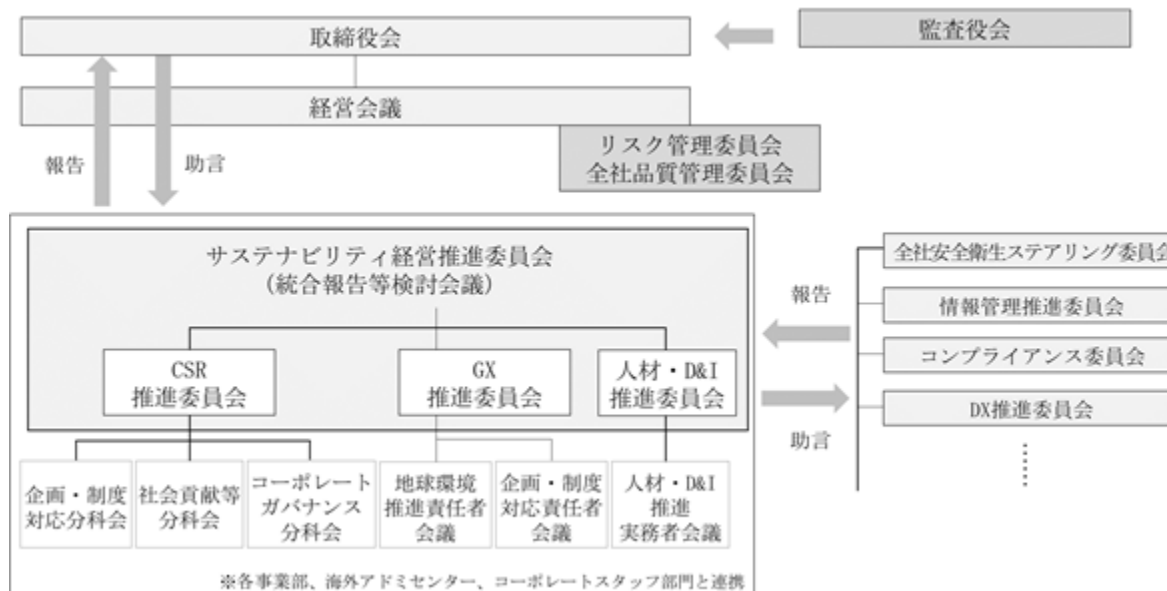 取締役会
監査役会
経営会議
リスク管理委員会
全社品質管理委員会
報告
助言
サステナビリティ経営推進委員会
(統合報告等検討会議)
CSR
推進委員会
GX
推進委員会
人材・D&I
推進委員会
企画・制度
対応分科会
社会貢献等
分科会
コーポレート
ガバナンス
分科会
地球環境
推進責任者
会議
企画・制度
対応責任者
会議
人材・D&I
推進
実務者会議
※各事業部、海外アドミセンター、コーポレートスタッフ部門と連携
報告
助言
全社安全衛生ステアリング委員会
情報管理推進委員会
コンプライアンス委員会
DX推進委員会